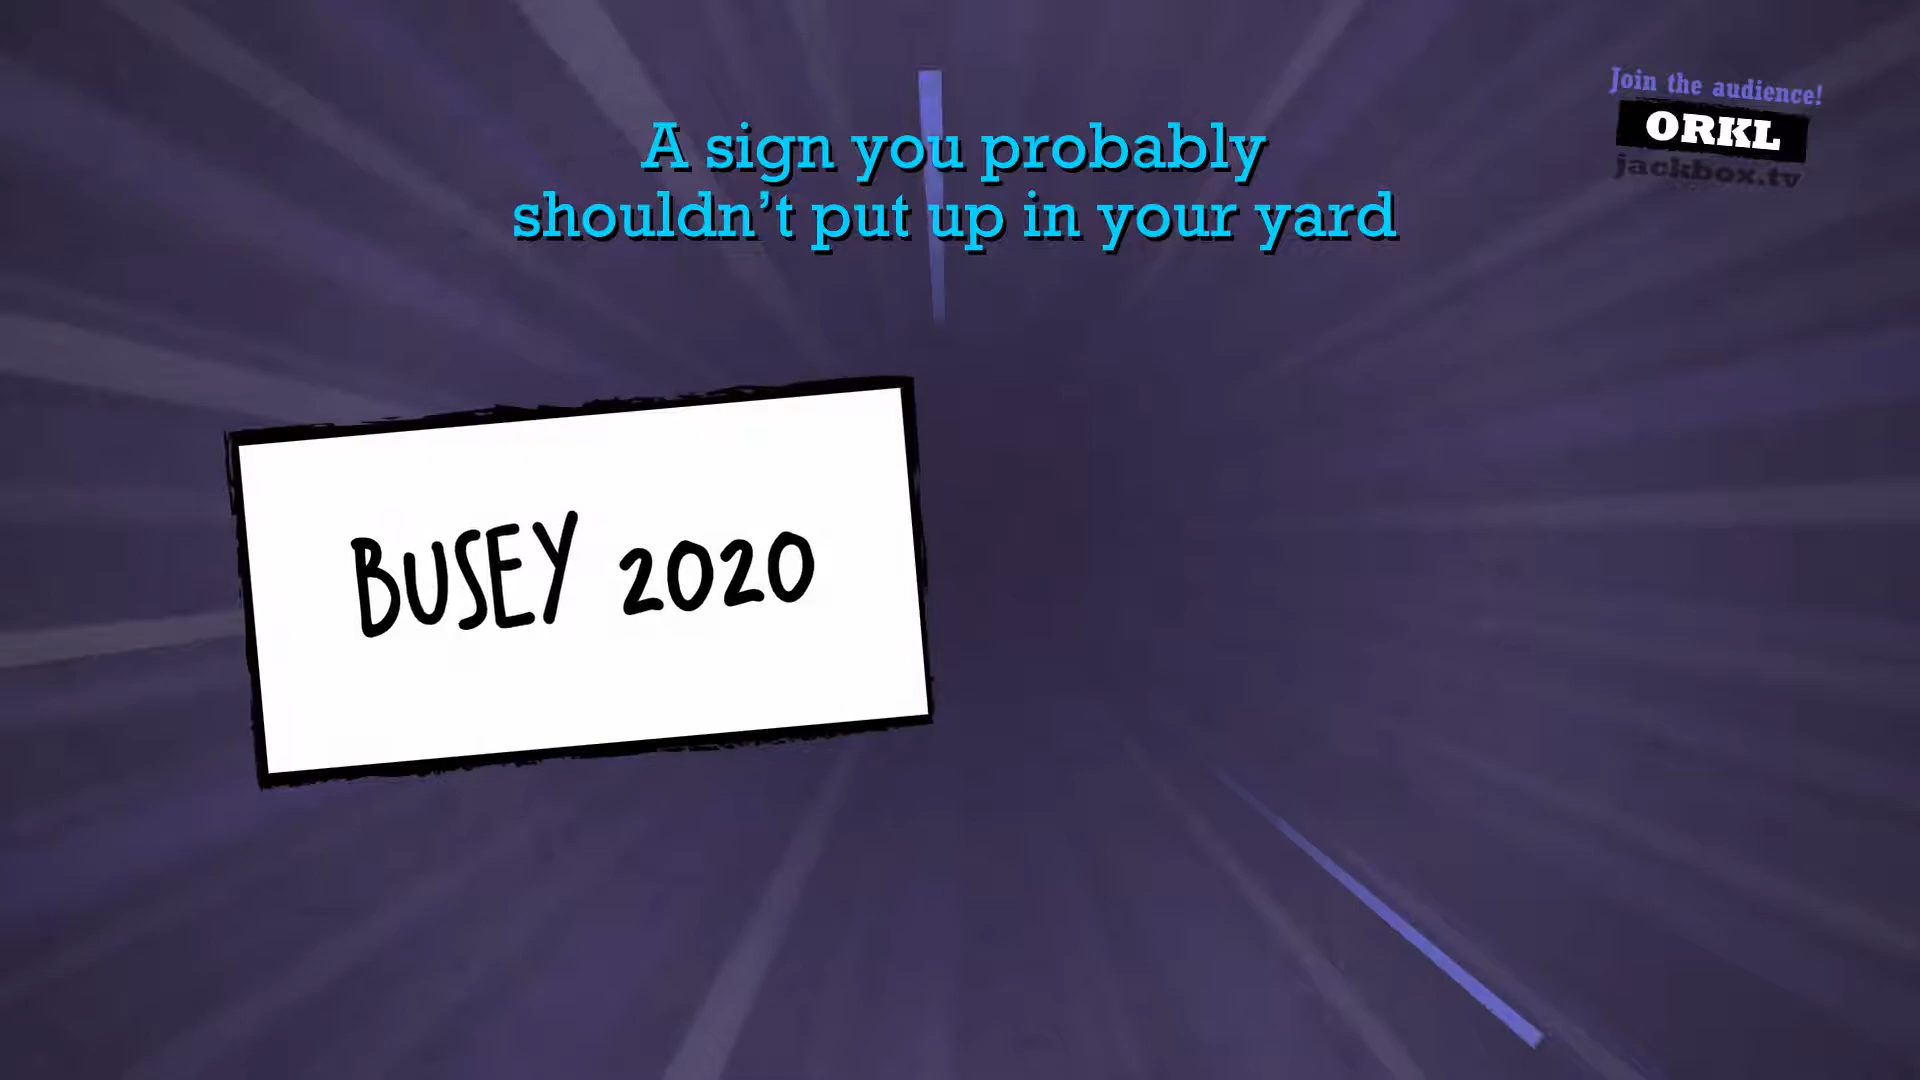 A sign you probably
shouldn't put up in your yard
Join the audience!
ORKL
jackbox.tv
BUSEY 2020